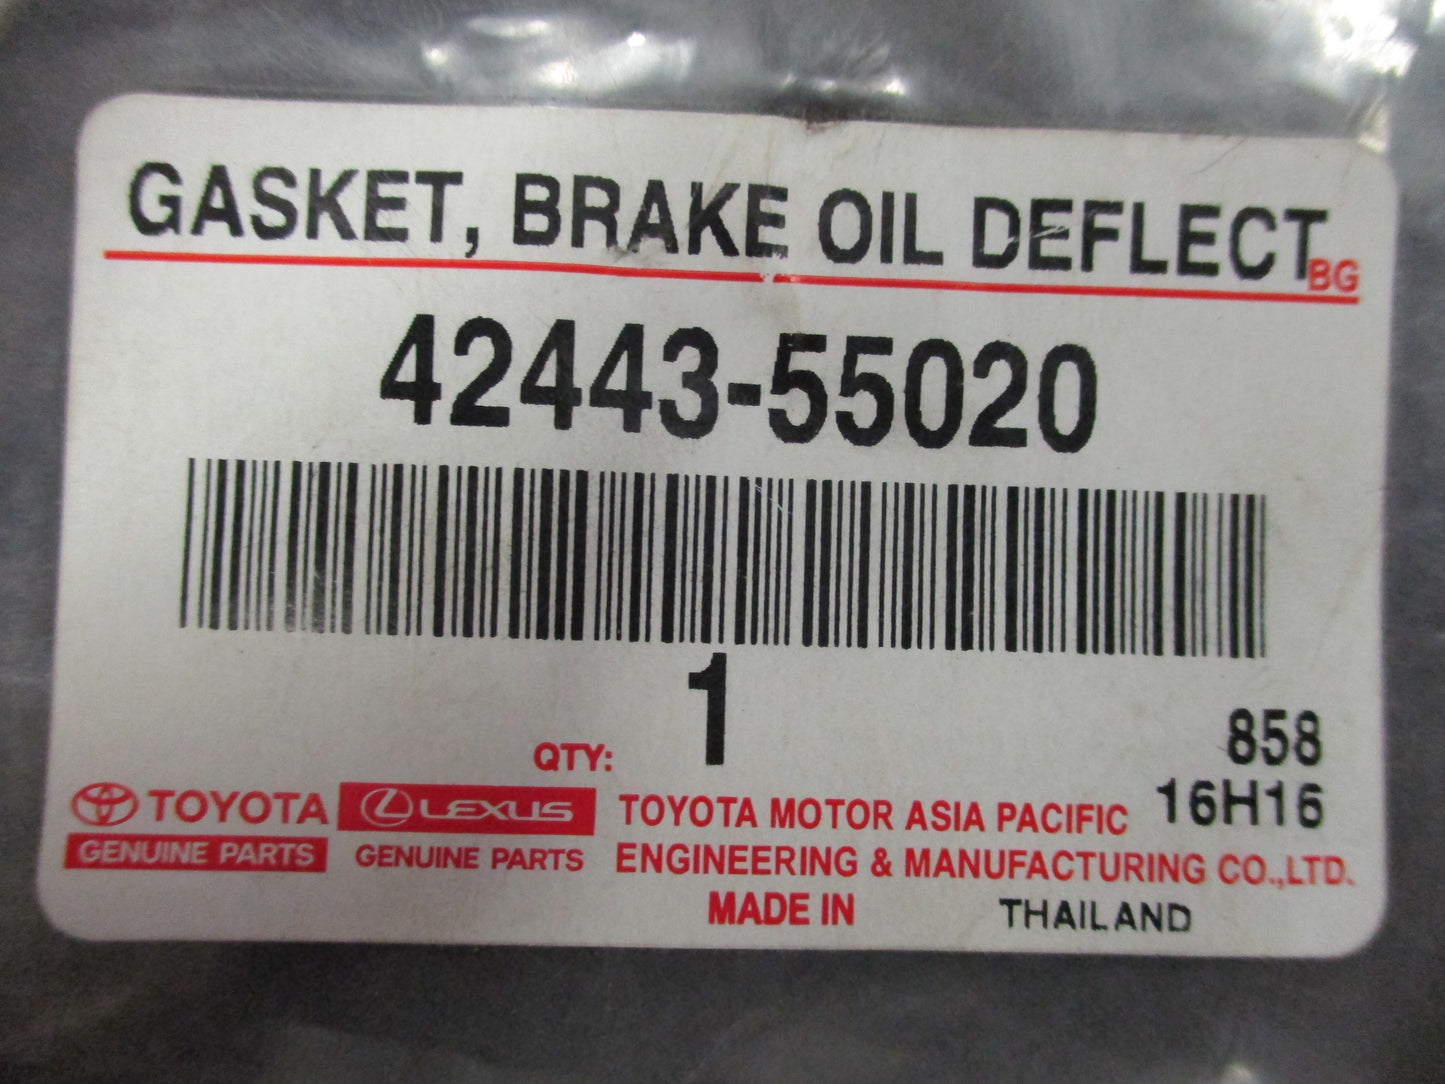 GASKET, BRAKE OIL DEFLECT
BG
42443-55020
1
QTY:
858
16H16
TOYOTA
GENUINE PARTS
LEXUS
GENUINE PARTS
TOYOTA MOTOR ASIA PACIFIC
ENGINEERING & MANUFACTURING CO.,LTD.
MADE IN THAILAND